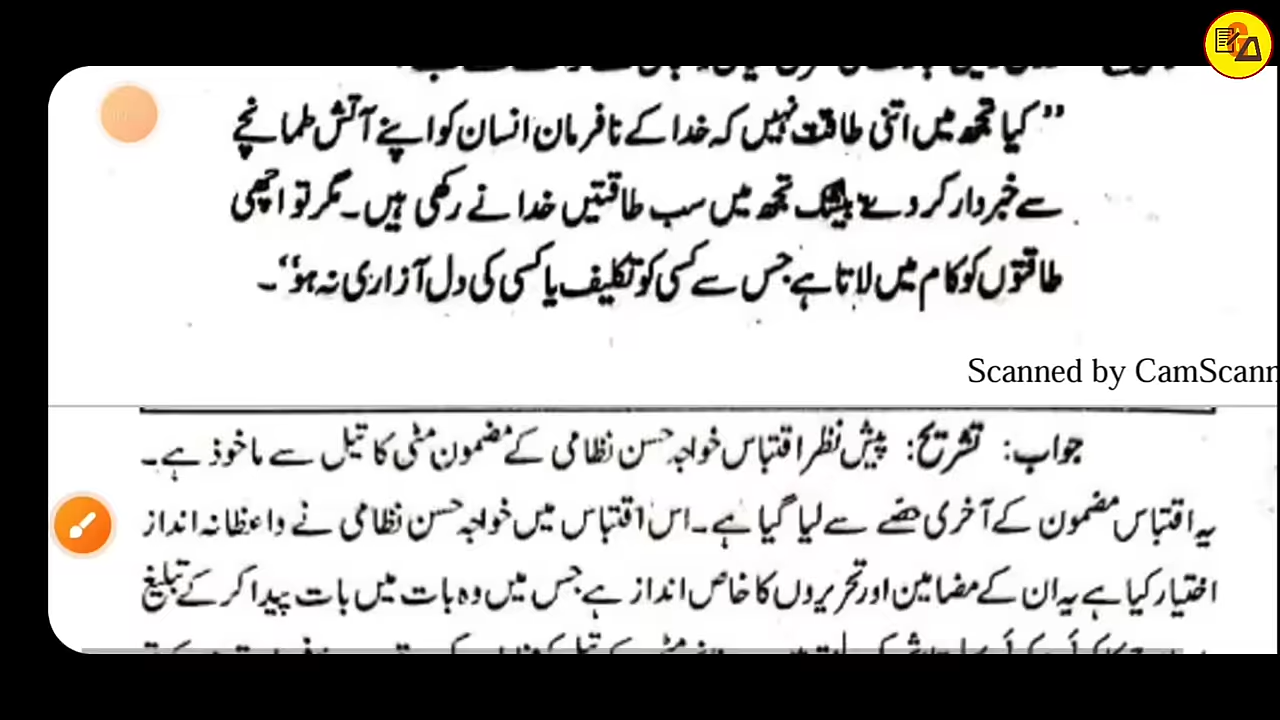 ” کیا تجھ میں اتنی طاقت نہیں کہ خدا کے نافرمان انسان کو اپنے آتش طمانچے
سے خبردار کر دے بیشک تجھ میں سب طاقتیں خدا نے رکھی ہیں۔ مگر تو اچھی
طاقتوں کو کام میں لاتا ہے جس سے کسی کو تکلیف یا کسی کی دل آزاری نہ ہو“۔
Scanned by CamScann
جواب: تشریح: پیش نظر اقتباس خواجہ حسن نظامی کے مضمون مٹی کا تیل سے ماخوذ ہے۔
یہ اقتباس مضمون کے آخری حصے سے لیا گیا ہے۔ اس اقتباس میں خواجہ حسن نظامی نے واعظانہ انداز
اختیار کیا ہے یہ ان کے مضامین اور تحریروں کا خاص انداز ہے جس میں وہ بات میں بات پیدا کر کے تبلیغ